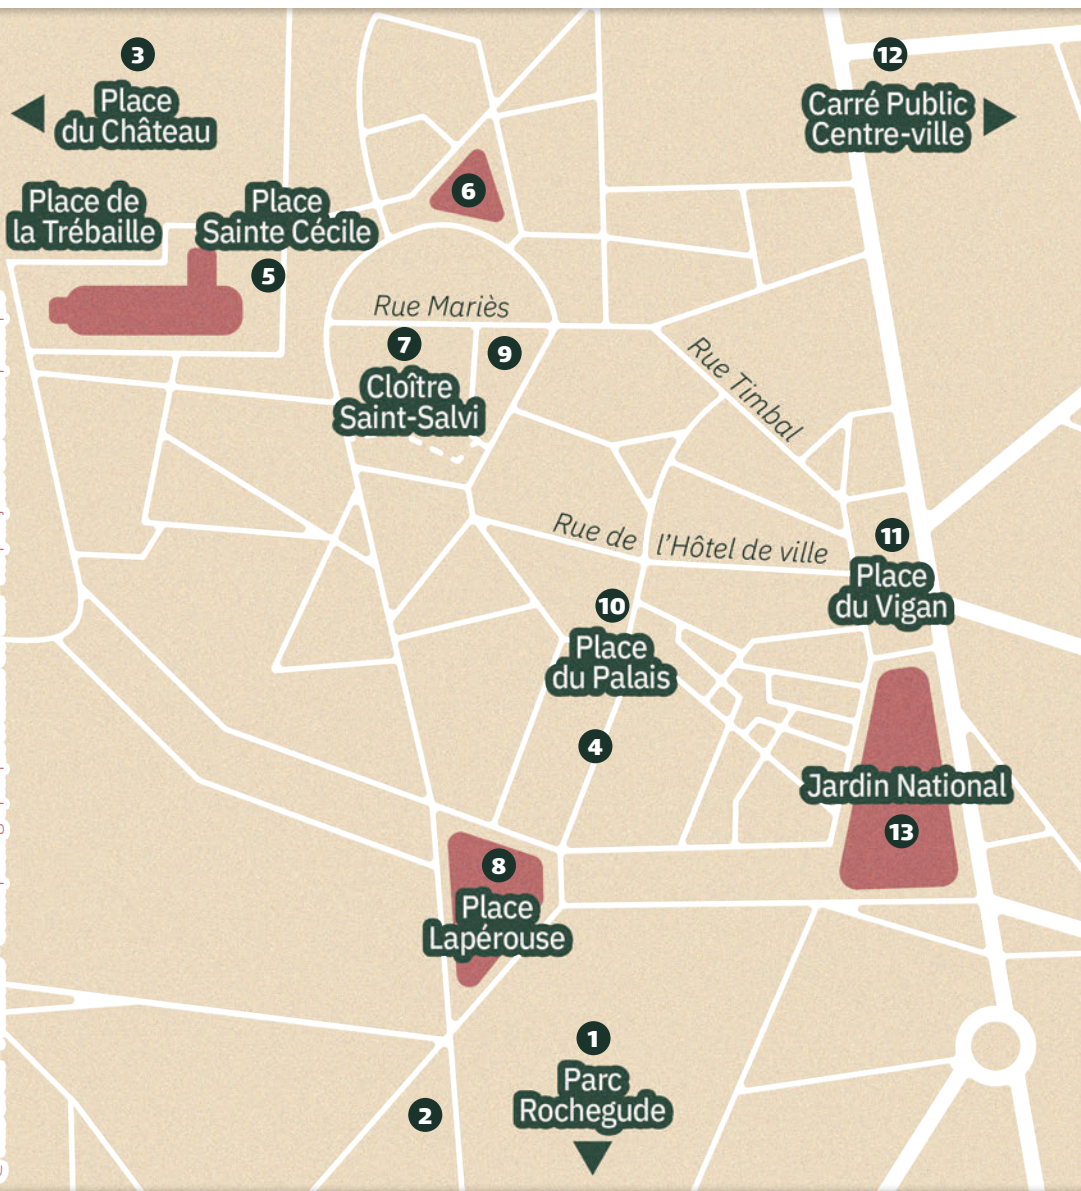 3
Place
du Château
12
Carré Public
Centre-ville
Place de
la Trébaille
Place
Sainte Cécile
6
5
Rue Mariès
7
9
Cloître
Saint-Salvi
Rue Timbal
Rue de l'Hôtel de ville
11
Place
du Vigan
10
Place
du Palais
4
Jardin National
13
8
Place
Lapérouse
1
Parc
Rochegude
2